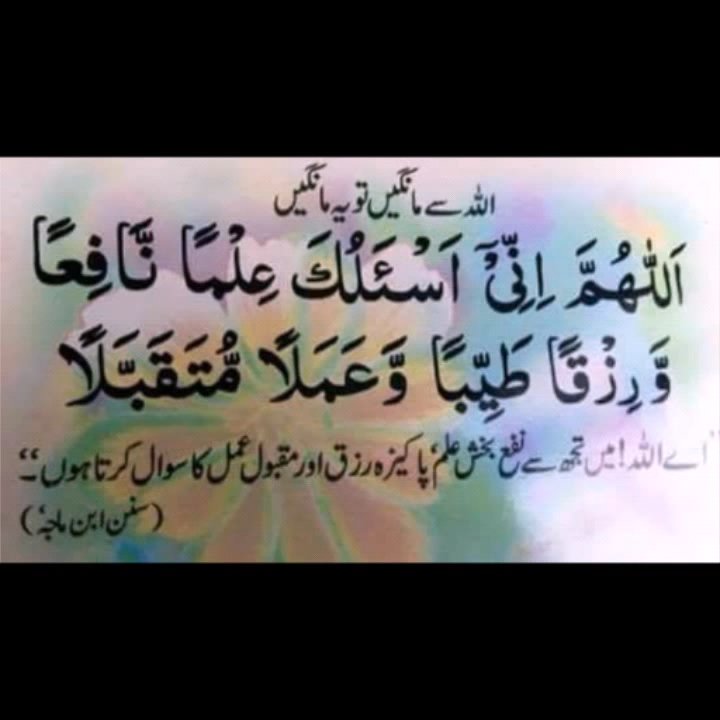 اللہ سے مانگیں تو یہ مانگیں
اَللّٰهُمَّ اِنِّيْٓ اَسْئَلُكَ عِلْمًا نَّافِعًا
وَّ رِزْقًا طَيِّبًا وَّعَمَلًا مُّتَقَبَّلًا
"اے اللہ! میں تجھ سے نفع بخش علم، پاکیزہ رزق اور مقبول عمل کا سوال کرتا ہوں۔"
(سنن ابن ماجہ)